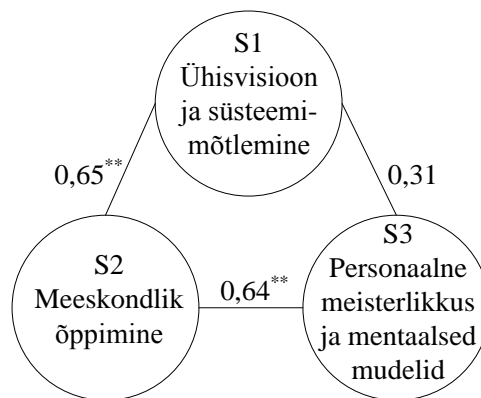 S1
Ühisvisioon
ja süsteemi-
mõtlemine
0,65**
0,31
S2
Meeskondlik
õppimine
0,64**
S3
Personaalne
meisterlikkus
ja mentaalsed
mudelid